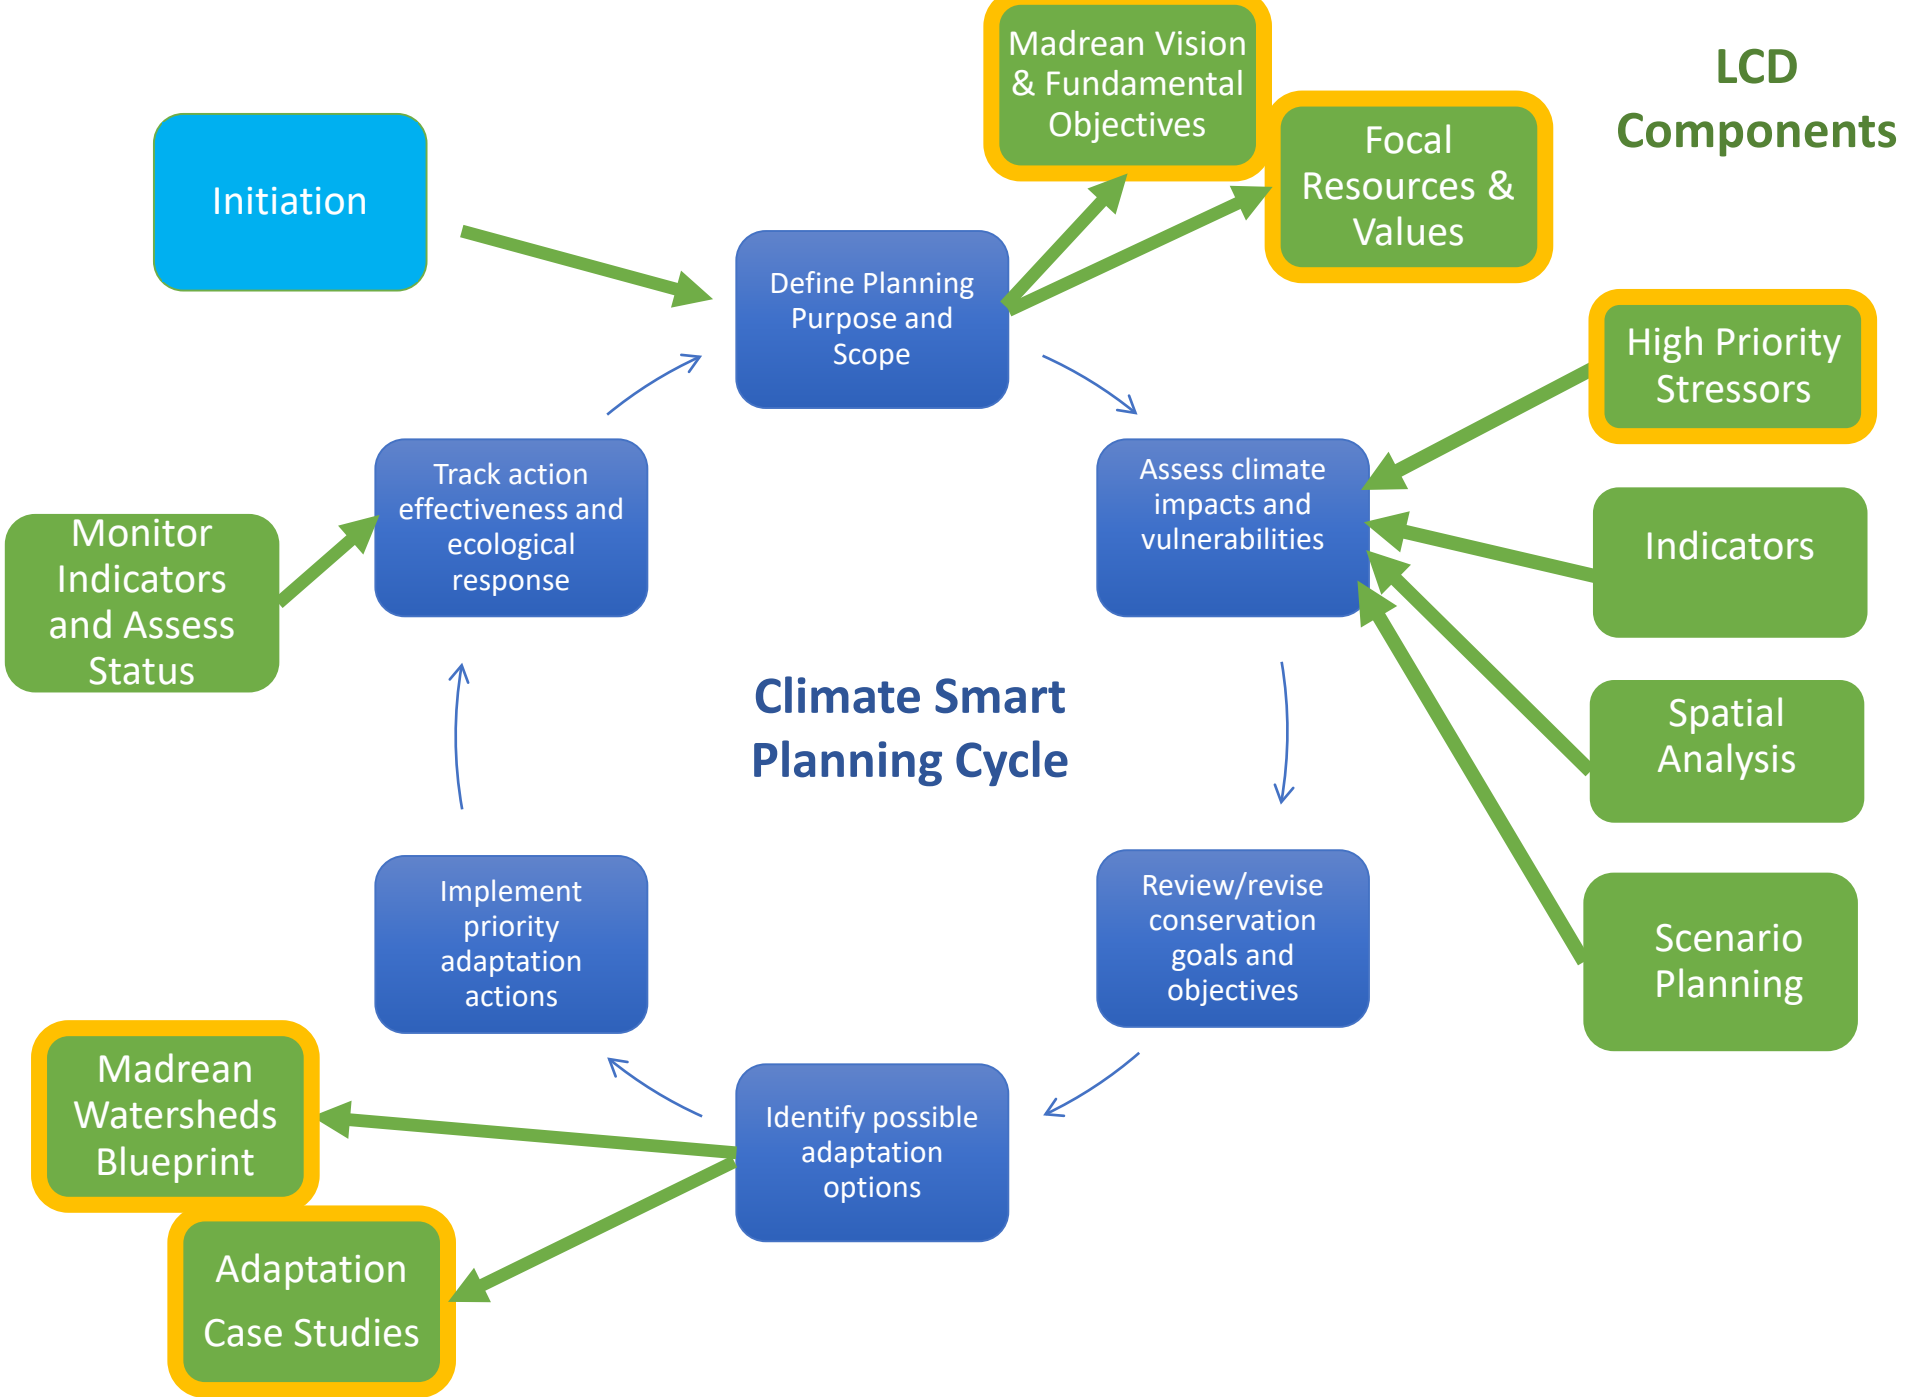 Madrean Vision
& Fundamental
Objectives
LCD
Components
Focal
Resources &
Values
Initiation
Define Planning
Purpose and
Scope
High Priority
Stressors
Track action
effectiveness and
ecological
response
Assess climate
impacts and
vulnerabilities
Indicators
Monitor
Indicators
and Assess
Status
Climate Smart
Planning Cycle
Spatial
Analysis
Implement
priority
adaptation
actions
Review/revise
conservation
goals and
objectives
Scenario
Planning
Madrean
Watersheds
Blueprint
Identify possible
adaptation
options
Adaptation
Case Studies